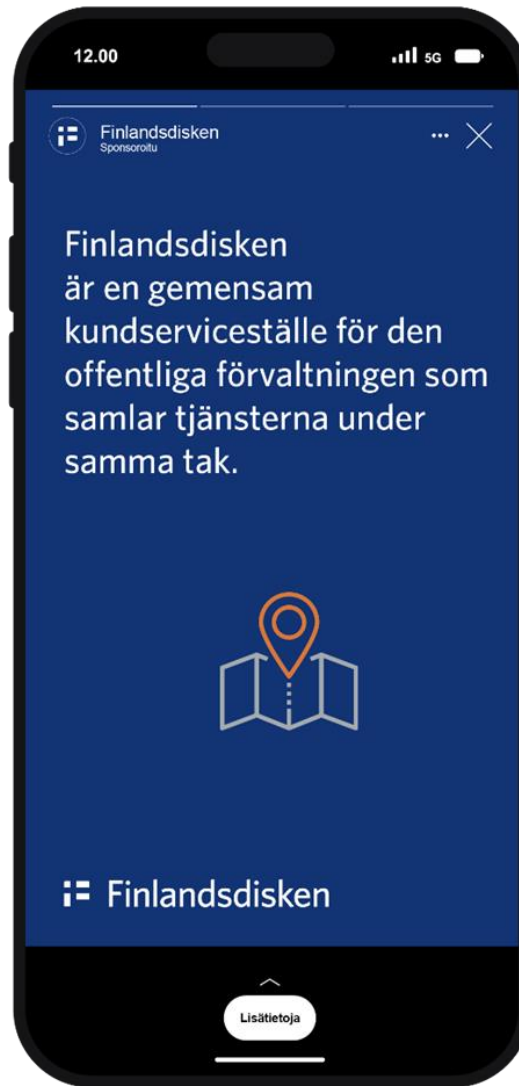 12.00
5G
Finlandsdisken
Sponsoroitu
Finlandsdisken
är en gemensam
kundserviceställe för den
offentliga förvaltningen som
samlar tjänsterna under
samma tak.
Finlandsdisken
Lisätietoja